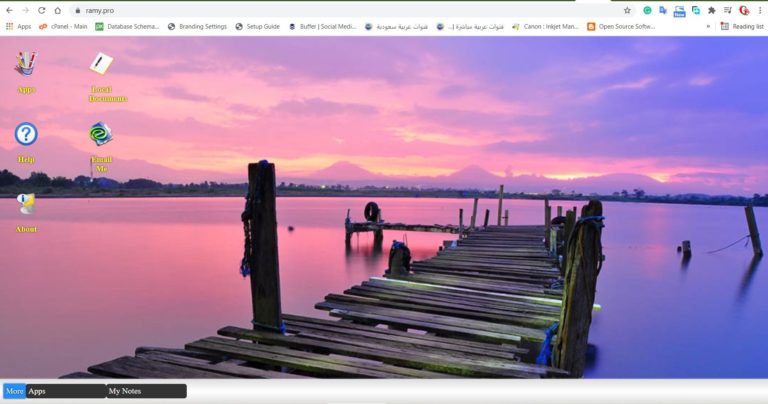 ramy.pro
Apps
cPanel - Main
Database Schema...
Branding Settings
Setup Guide
Buffer | Social Medi...
قنوات عربية سعودية
قنوات عربية مباشرة |...
Canon : Inkjet Man...
Open Source Softw...
»
Reading list
New
Apps
Local Documents
Help
Email Me
About
More
Apps
My Notes